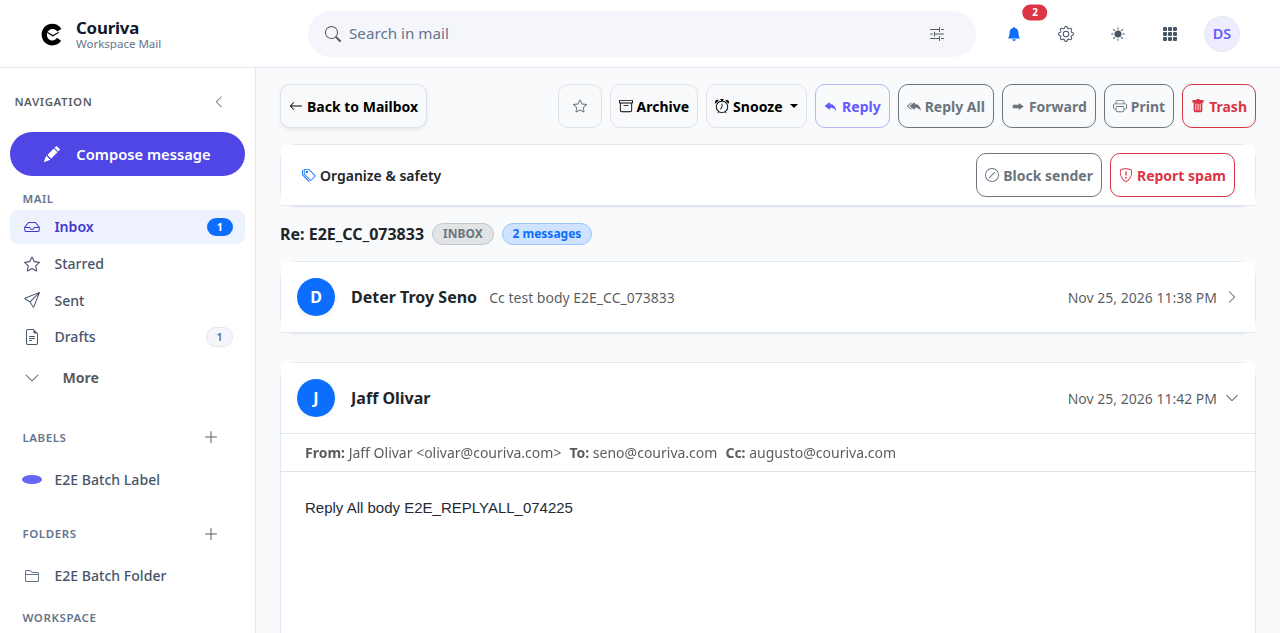 Couriva
Workspace Mail
Search in mail
2
DS
NAVIGATION
Compose message
MAIL
Inbox 1
Starred
Sent
Drafts 1
More
LABELS
E2E Batch Label
FOLDERS
E2E Batch Folder
WORKSPACE
Back to Mailbox
Archive
Snooze
Reply
Reply All
Forward
Print
Trash
Organize & safety
Block sender
Report spam
Re: E2E_CC_073833 INBOX 2 messages
D Deter Troy Seno Cc test body E2E_CC_073833 Nov 25, 2026 11:38 PM
J Jaff Olivar Nov 25, 2026 11:42 PM
From: Jaff Olivar <olivar@couriva.com> To: seno@couriva.com Cc: augusto@couriva.com
Reply All body E2E_REPLYALL_074225